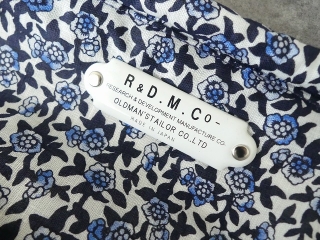 R & D . M . Co-
RESEARCH & DEVELOPMENT MANUFACTURE CO.
OLDMAN'S TAILOR CO.,LTD
MADE IN JAPAN